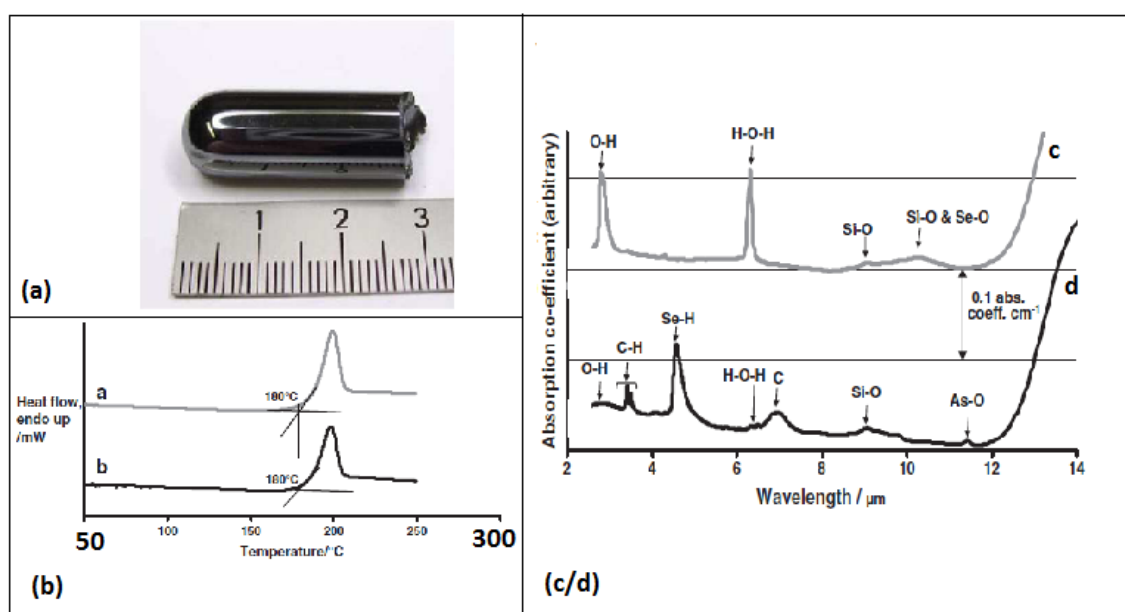 1 2 3
(a)
a
180°C
Heal flow,
endo up
/mW
b
180°C
50 100 150 200 250 300
Temperature/°C
(b)
Absorption co-efficient (arbitrary)
O-H
H-O-H
c
Si-O
Si-O & Se-O
d
0.1 abs.
coeff. cm-1
Se-H
C-H
O-H
H-O-H
C
Si-O
As-O
2 4 6 8 10 12 14
Wavelength / µm
(c/d)